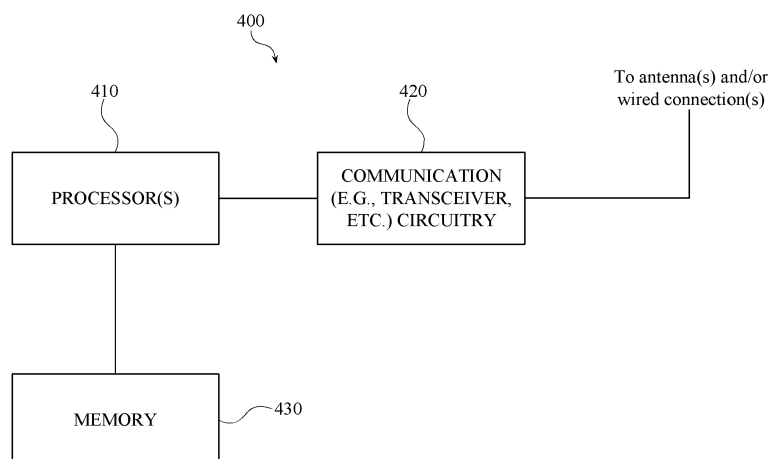 400
To antenna(s) and/or
wired connection(s)
410
420
PROCESSOR(S)
COMMUNICATION
(E.G., TRANSCEIVER,
ETC.) CIRCUITRY
MEMORY
430